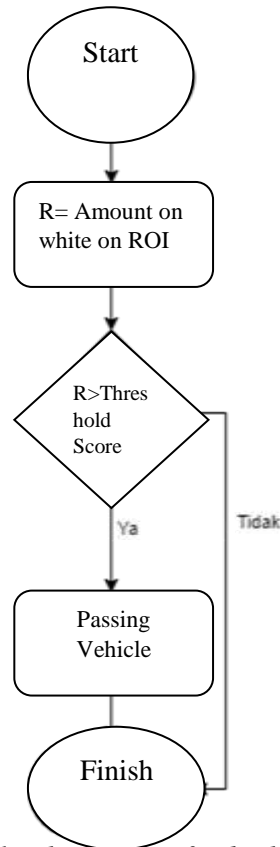 Start
R= Amount on
white on ROI
R>Thres
hold
Score
Ya
Tidak
Passing
Vehicle
Finish